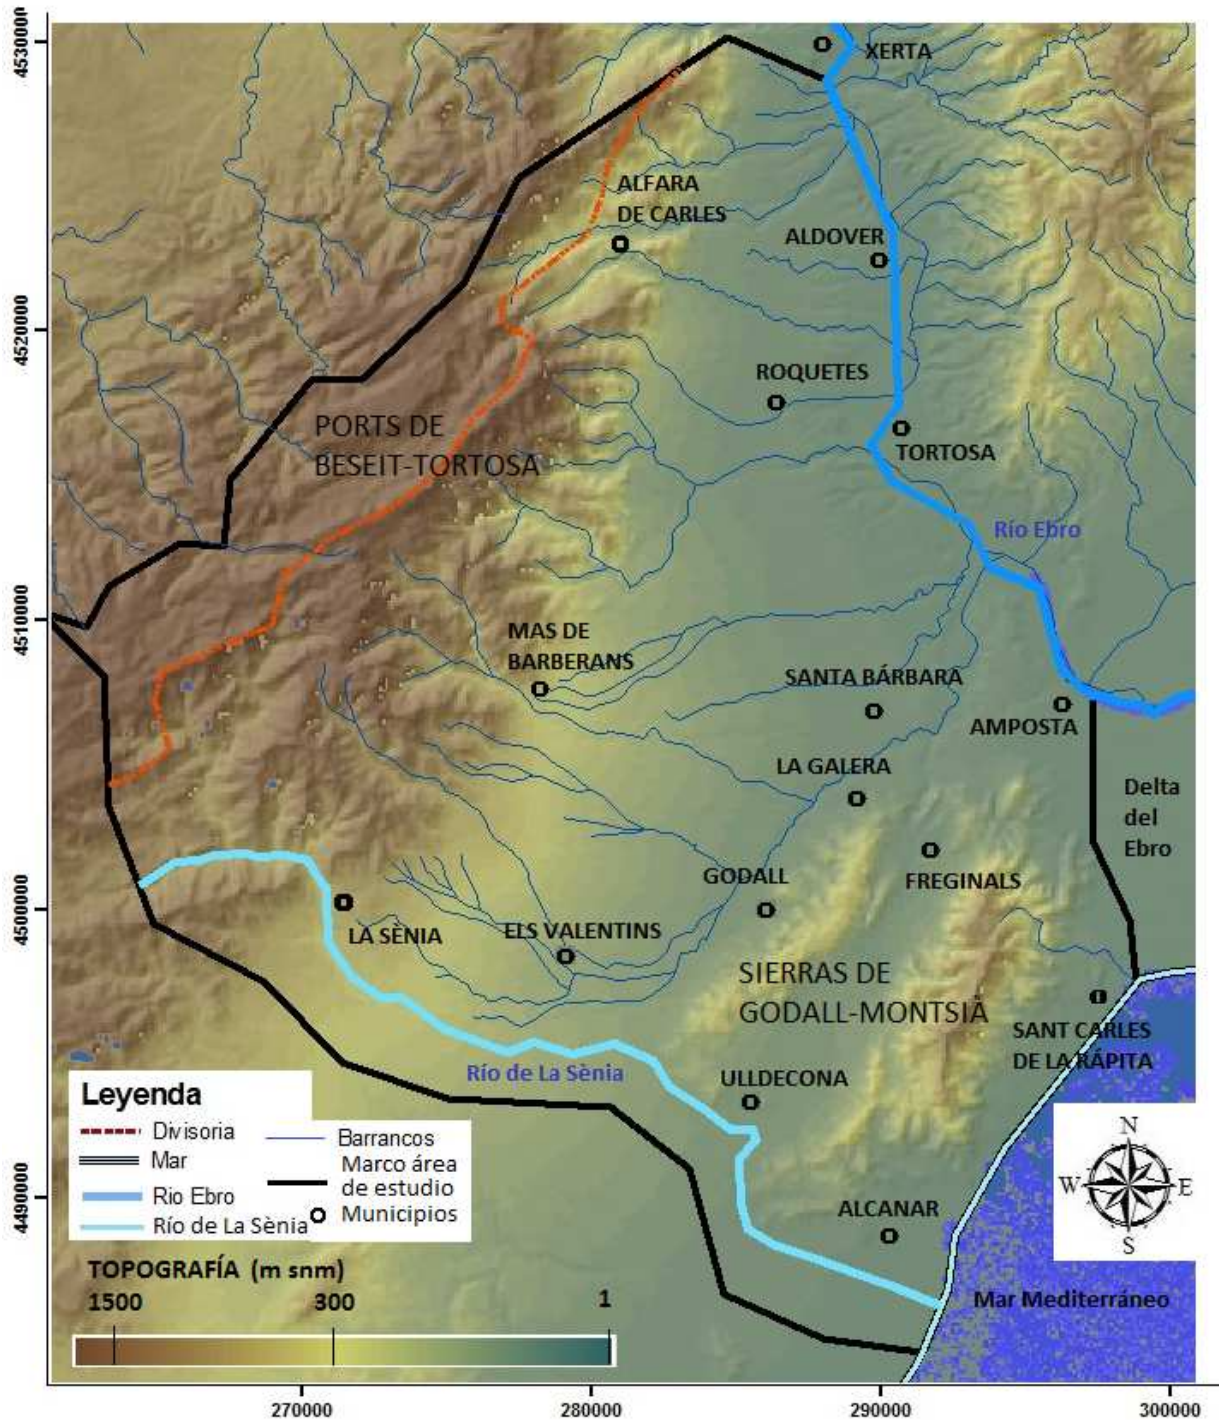 4530000
XERTA
ALFARA
DE CARLES
ALDOVER
4520000
ROQUETES
PORTS DE
BESEIT-TORTOSA
TORTOSA
Río Ebro
4510000
MAS DE
BARBERANS
SANTA BÁRBARA
AMPOSTA
LA GALERA
Delta
del
Ebro
GODALL
FREGINALS
4500000
LA SÈNIA
ELS VALENTINS
SIERRAS DE
GODALL-MONTSIÀ
SANT CARLES
DE LA RÁPITA
Río de La Sènia
ULLDECONA
Leyenda
Divisoria
Mar
Rio Ebro
Río de La Sènia
Barrancos
Marco área
de estudio
Municipios
N
W
E
S
4490000
ALCANAR
TOPOGRAFÍA (m snm)
1500 300 1
Mar Mediterráneo
270000 280000 290000 300000